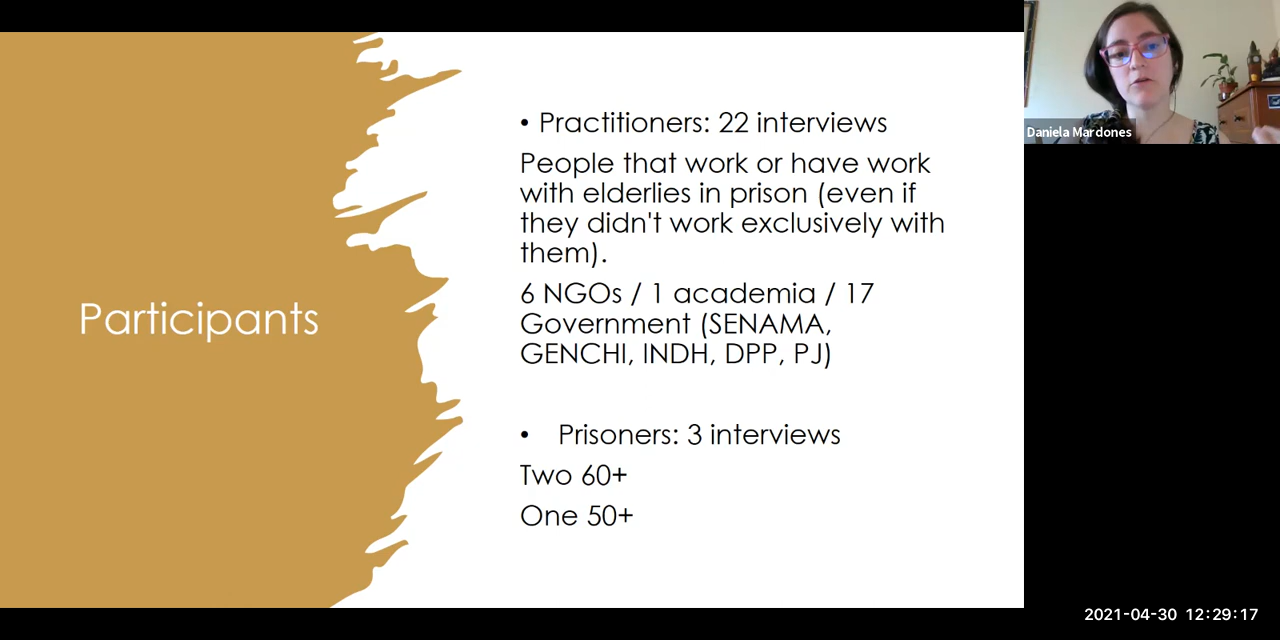 Participants
• Practitioners: 22 interviews
People that work or have work
with elderlies in prison (even if
they didn't work exclusively with
them).
6 NGOs / 1 academia / 17
Government (SENAMA,
GENCHI, INDH, DPP, PJ)
• Prisoners: 3 interviews
Two 60+
One 50+
Daniela Mardones
2021-04-30 12:29:17